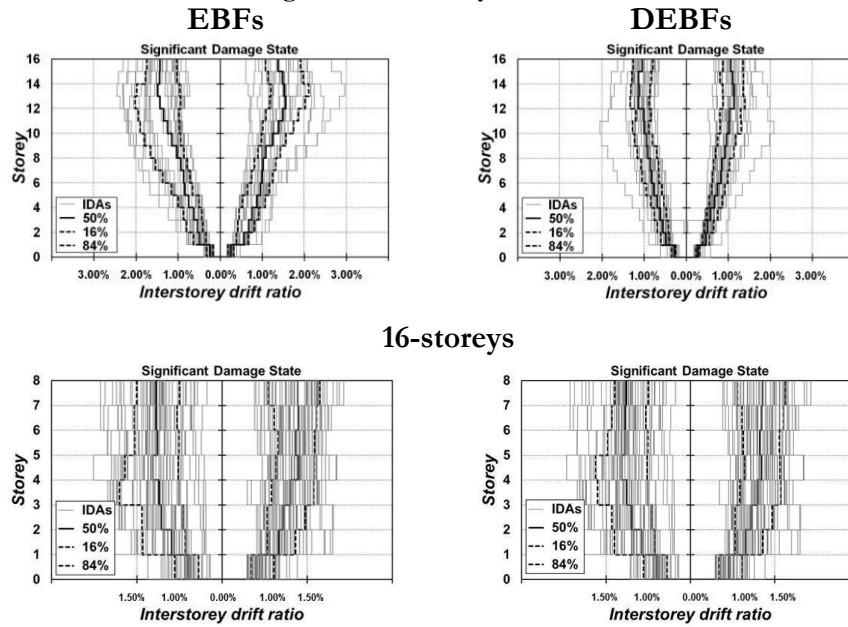 EBFs
DEBFs
Significant Damage State
16
14
12
10
8
6
4
2
0
Storey
IDAs
50%
16%
84%
3.00% 2.00% 1.00% 0.00% 1.00% 2.00% 3.00%
Interstorey drift ratio
Significant Damage State
16
14
12
10
8
6
4
2
0
Storey
IDAs
50%
16%
84%
3.00% 2.00% 1.00% 0.00% 1.00% 2.00% 3.00%
Interstorey drift ratio
16-storeys
Significant Damage State
8
7
6
5
4
3
2
1
0
Storey
IDAs
50%
16%
84%
1.50% 1.00% 0.00% 1.00% 1.50%
Interstorey drift ratio
Significant Damage State
8
7
6
5
4
3
2
1
0
Storey
IDAs
50%
16%
84%
1.50% 1.00% 0.00% 1.00% 1.50%
Interstorey drift ratio